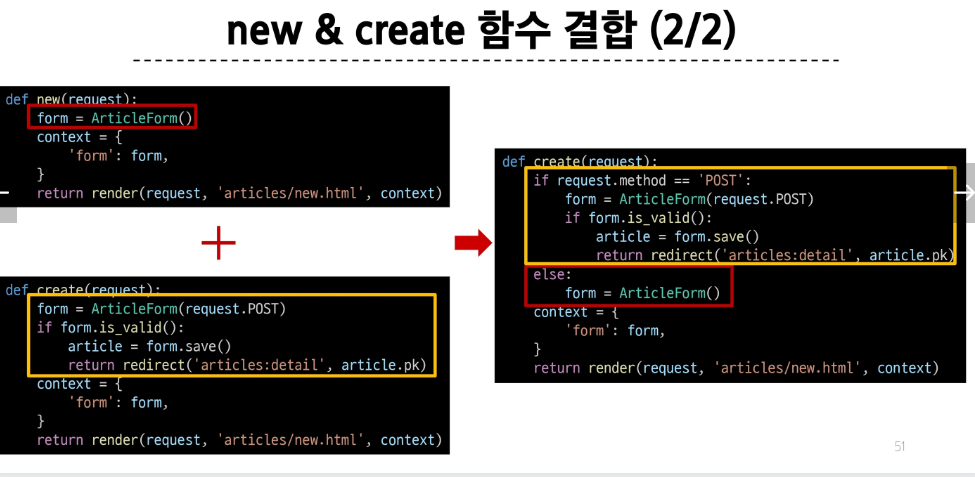 new & create 함수 결합 (2/2)
def new(request):
    form = ArticleForm()
    context = {
        'form': form,
    }
    return render(request, 'articles/new.html', context)
+
def create(request):
    form = ArticleForm(request.POST)
    if form.is_valid():
        article = form.save()
        return redirect('articles:detail', article.pk)
    context = {
        'form': form,
    }
    return render(request, 'articles/new.html', context)
def create(request):
    if request.method == 'POST':
        form = ArticleForm(request.POST)
        if form.is_valid():
            article = form.save()
            return redirect('articles:detail', article.pk)
    else:
        form = ArticleForm()
    context = {
        'form': form,
    }
    return render(request, 'articles/new.html', context)
51